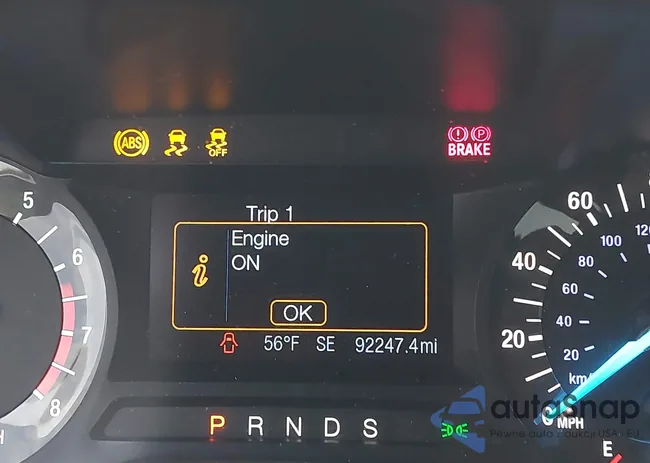 ABS
OFF
BRAKE
5
6
7
8
H
Trip 1
Engine
ON
OK
56°F SE 92247.4mi
P R N D S
60
40
20
0 MPH
120
100
80
60
40
20
km/
E
autoSnap
Pewne auta z aukcji USA i EU